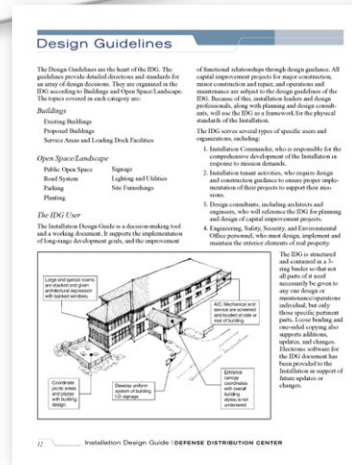 Design Guidelines
The Design Guidelines are the heart of the IDG. The
guidelines provide detailed directions and standards for
an array of design decisions. They are organized in the
IDG according to Buildings and Open Space/Landscape.
The topics covered in each category are:
Buildings
Existing Buildings
Proposed Buildings
Service Areas and Loading Dock Facilities
Open Space/Landscape
Public Open Space
Road System
Parking
Planting
Signage
Lighting and Utilities
Site Furnishings
The IDG User
The Installation Design Guide is a decision-making tool
and a working document. It supports the implementation
of long-range development goals, and the improvement
of functional relationships through design guidance. All
capital improvement projects for major construction,
minor construction and repair, and operations and
maintenance are subject to the design guidelines of the
IDG. Because of this, installation leaders and design
professionals, along with planning and design consult-
ants, will use the IDG as a framework for the physical
standards of the Installation.
The IDG serves several types of specific users and
organizations, including:
1. Installation Commander, who is responsible for the
comprehensive development of the Installation in
response to mission demands.
2. Installation tenant activities, who require design
and construction guidance to ensure proper imple-
mentation of their projects to support their mis-
sions.
3. Design consultants, including architects and
engineers, who will reference the IDG for planning
and design of capital improvement projects.
4. Engineering, Safety, Security, and Environmental
Office personnel, who must design, implement and
maintain the exterior elements of real property.
The IDG is structured
and contained in a 3-
ring binder so that not
all parts of it need
necessarily be given to
any one design or
maintenance/operations
individual, but only
those specific pertinent
parts. Loose binding and
one-sided copying also
supports additions,
updates, and changes.
Electronic software for
the IDG document has
been provided to the
Installation in support of
future updates or
changes.
Large and special rooms
are stacked and given
architectural expression
with banked windows.
A/C, Mechanical and
service are screened
and located at side or
rear of building.
Coordinate
picnic areas
and plazas
with building
design.
Develop uniform
system of building
I.D. signage.
Entrance
canopy
coordinates
with overall
building
styles; is not
understated.
12
Installation Design Guide | DEFENSE DISTRIBUTION CENTER